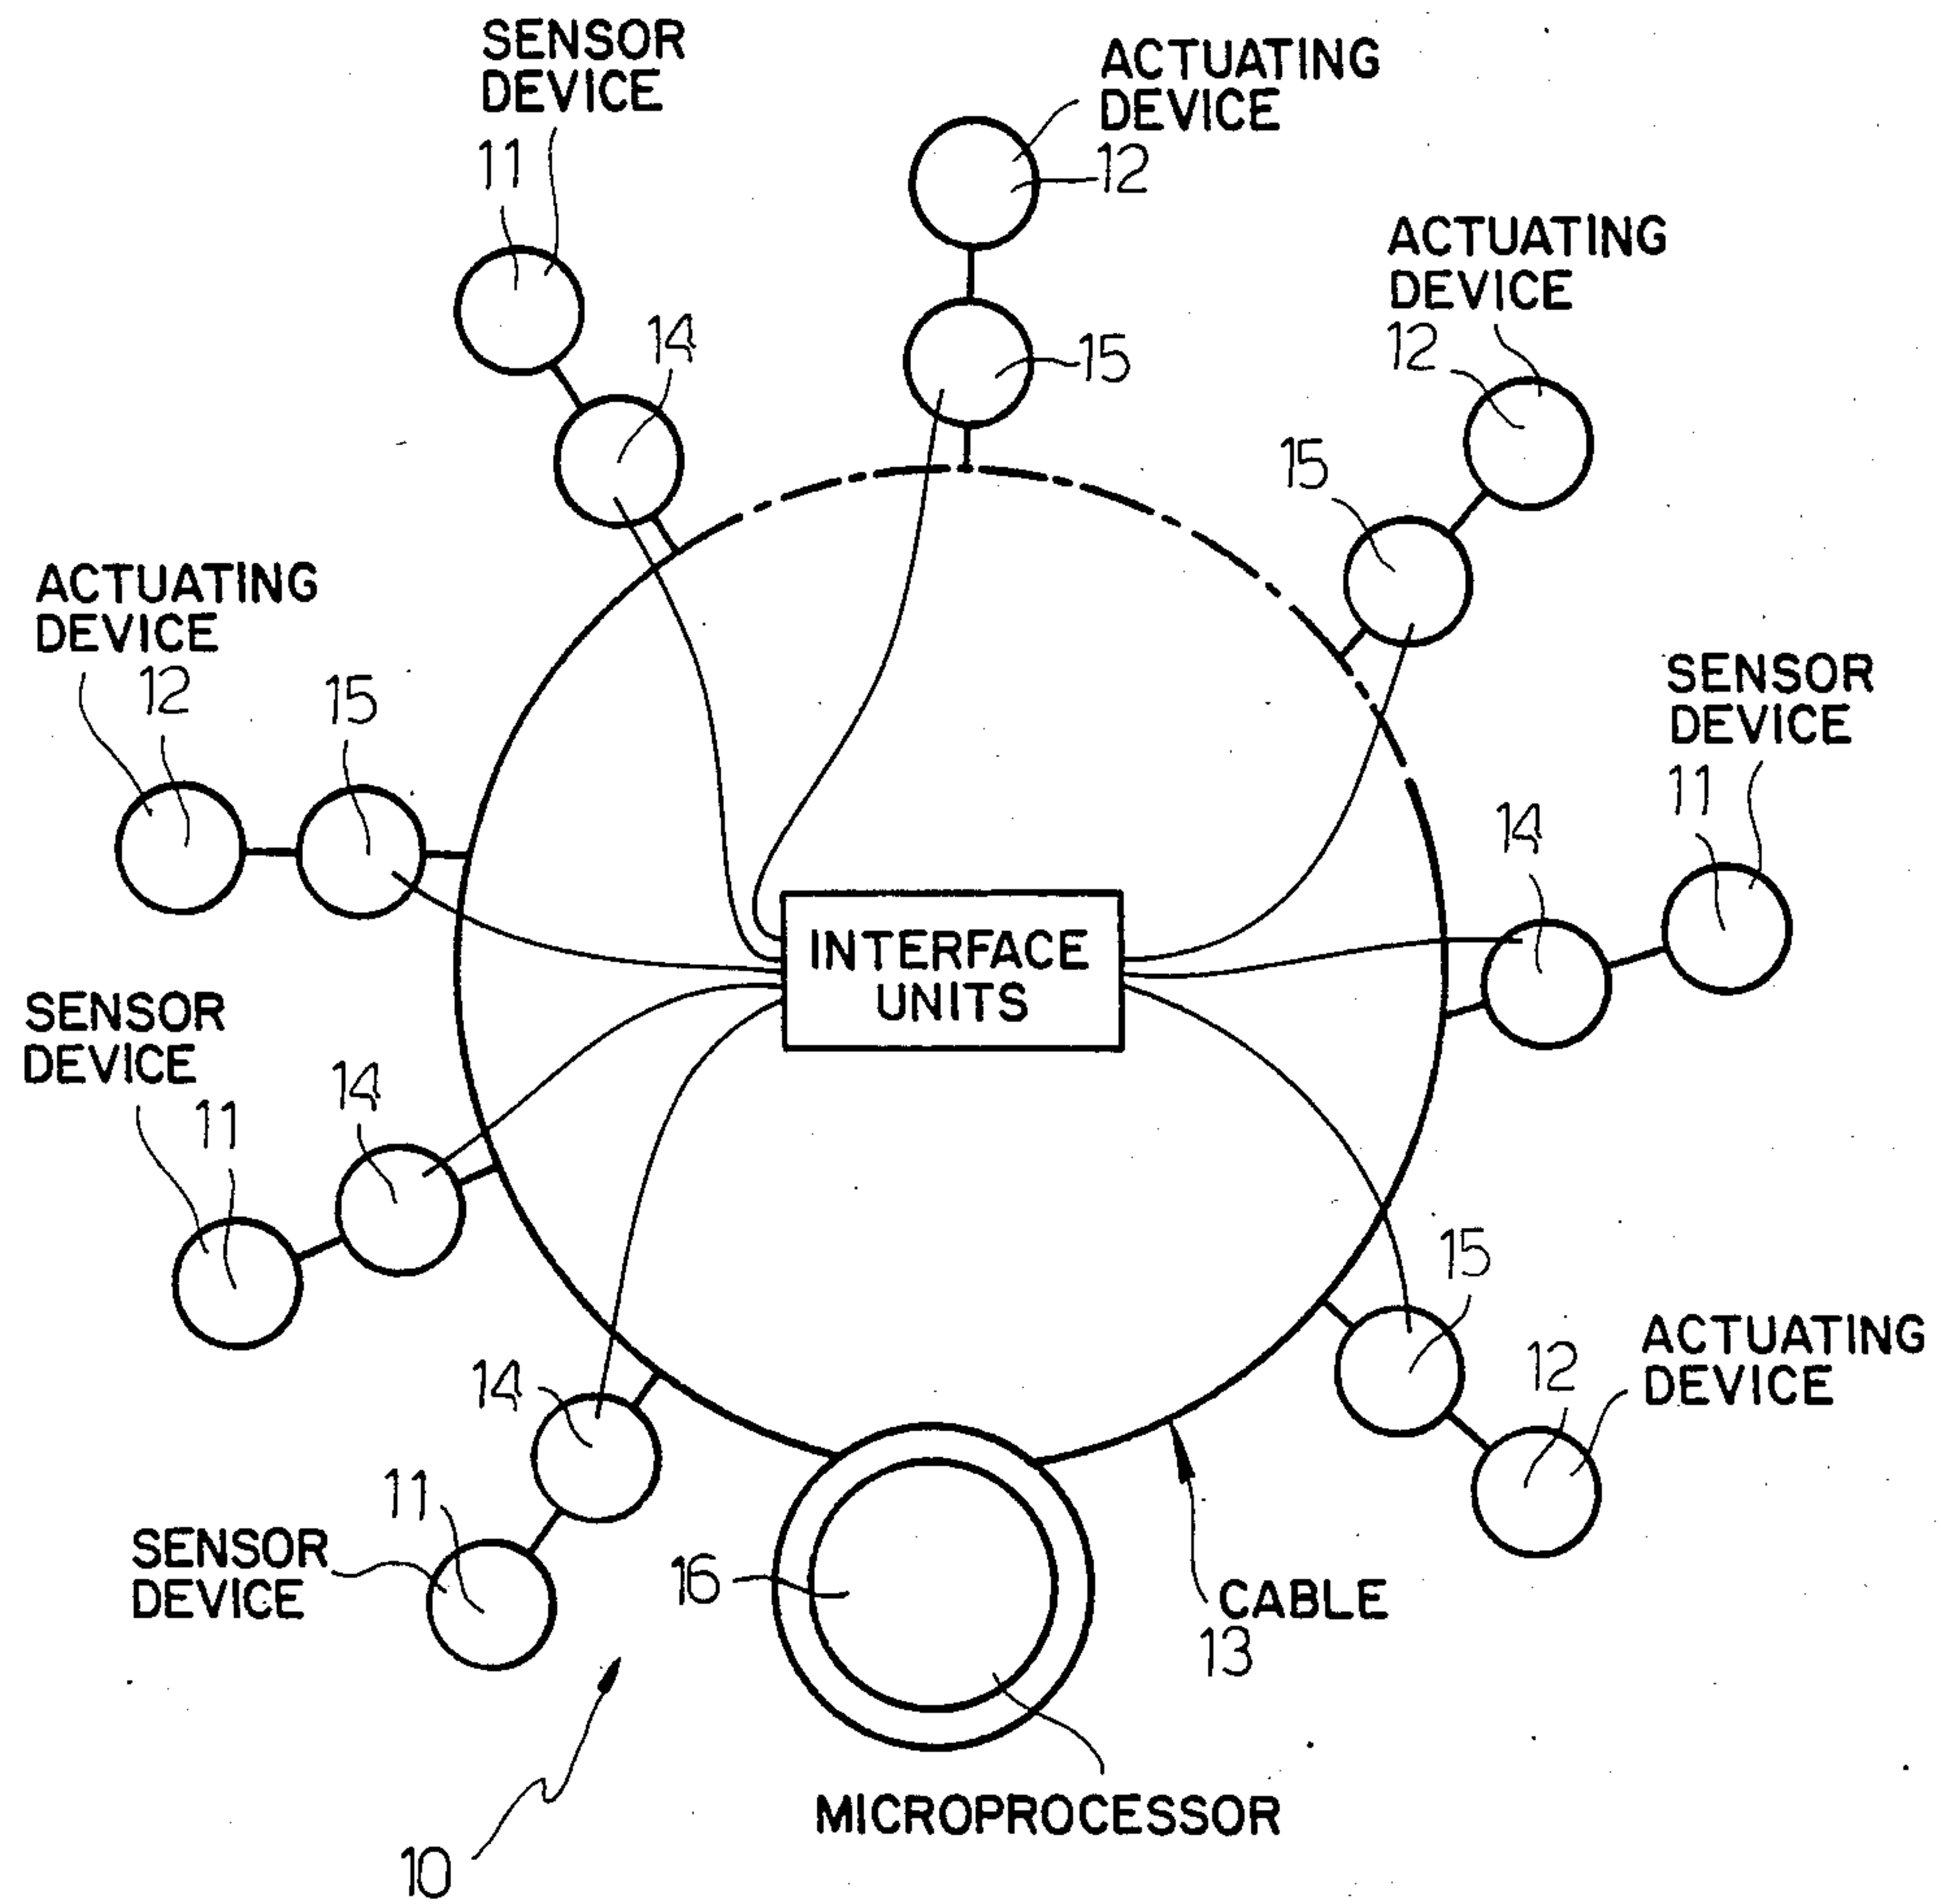 SENSOR
DEVICE
11
ACTUATING
DEVICE
12
ACTUATING
DEVICE
12
14
15
15
ACTUATING
DEVICE
12
15
SENSOR
DEVICE
11
14
INTERFACE
UNITS
SENSOR
DEVICE
11
14
15
ACTUATING
DEVICE
12
14
11
SENSOR
DEVICE
16
CABLE
13
MICROPROCESSOR
10